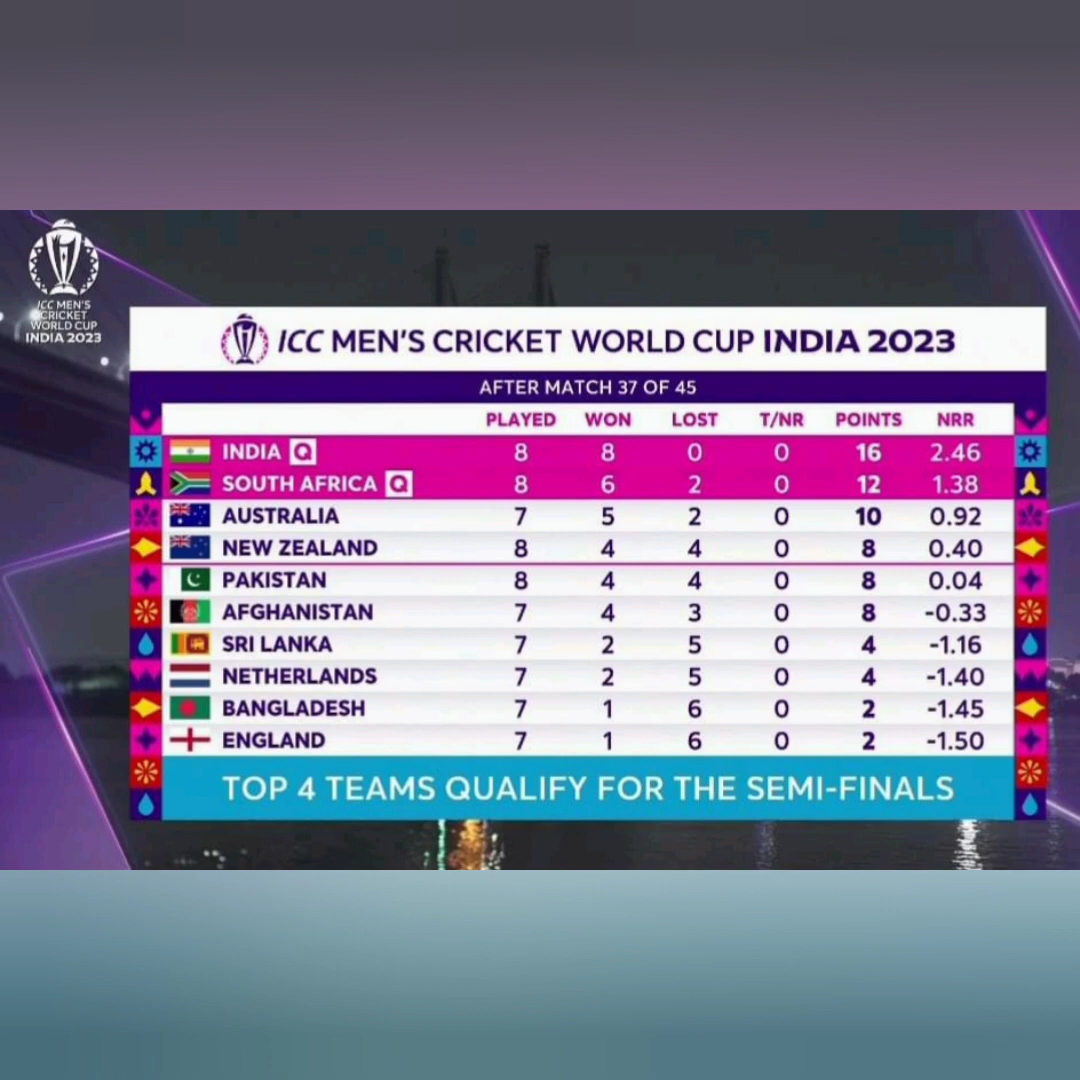 ICC MEN'S
CRICKET
WORLD CUP
INDIA 2023
ICC MEN'S CRICKET WORLD CUP INDIA 2023
AFTER MATCH 37 OF 45
PLAYED WON LOST T/NR POINTS NRR
INDIA Q 8 8 0 0 16 2.46
SOUTH AFRICA Q 8 6 2 0 12 1.38
AUSTRALIA 7 5 2 0 10 0.92
NEW ZEALAND 8 4 4 0 8 0.40
PAKISTAN 8 4 4 0 8 0.04
AFGHANISTAN 7 4 3 0 8 -0.33
SRI LANKA 7 2 5 0 4 -1.16
NETHERLANDS 7 2 5 0 4 -1.40
BANGLADESH 7 1 6 0 2 -1.45
ENGLAND 7 1 6 0 2 -1.50
TOP 4 TEAMS QUALIFY FOR THE SEMI-FINALS